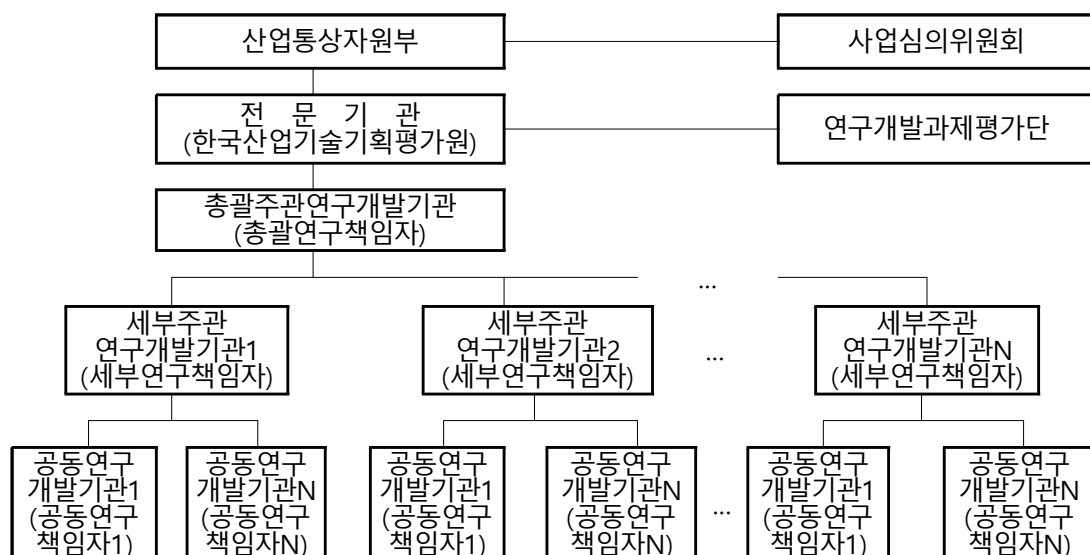 산업통상자원부
사업심의위원회
전 문 기 관
(한국산업기술기획평가원)
연구개발과제평가단
총괄주관연구개발기관
(총괄연구책임자)
...
세부주관
연구개발기관1
(세부연구책임자)
세부주관
연구개발기관2
(세부연구책임자)
...
세부주관
연구개발기관N
(세부연구책임자)
공동연구
개발기관1
(공동연구
책임자1)
공동연구
개발기관N
(공동연구
책임자N)
공동연구
개발기관1
(공동연구
책임자1)
공동연구
개발기관N
(공동연구
책임자N)
...
공동연구
개발기관1
(공동연구
책임자1)
공동연구
개발기관N
(공동연구
책임자N)